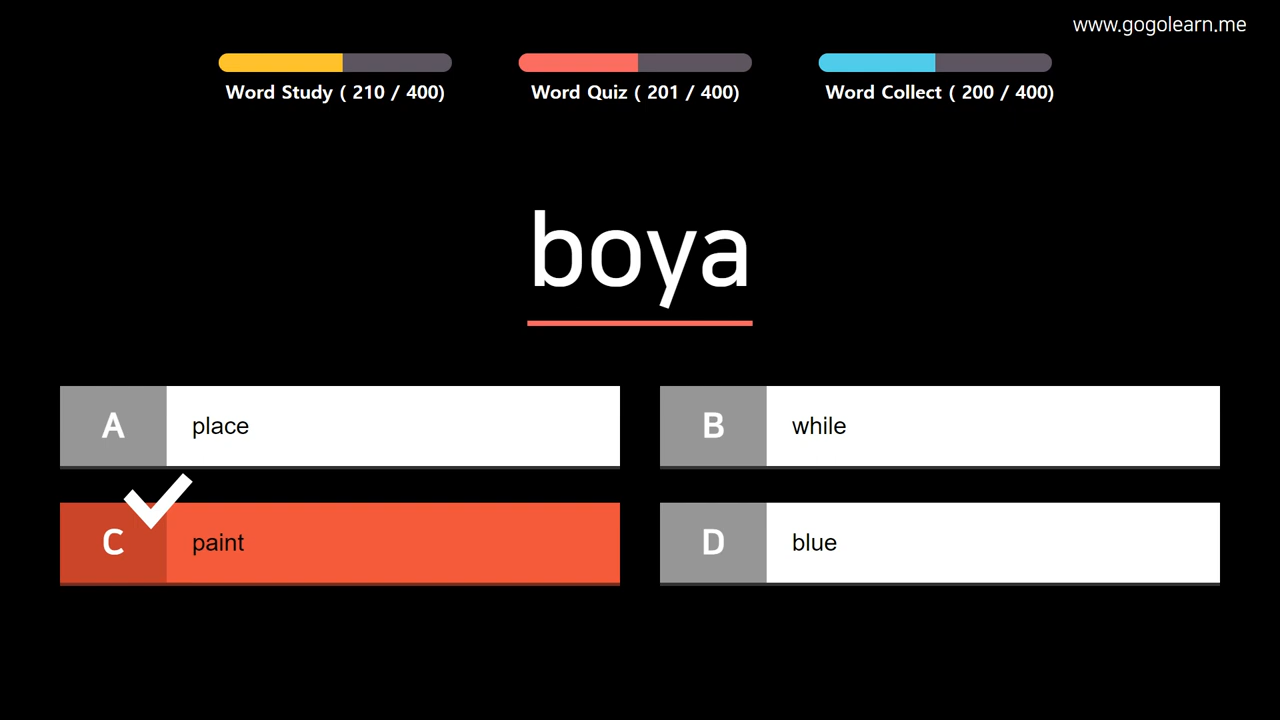 www.gogolearn.me
Word Study ( 210 / 400)
Word Quiz ( 201 / 400)
Word Collect ( 200 / 400)
boya
A place
B while
C paint
D blue